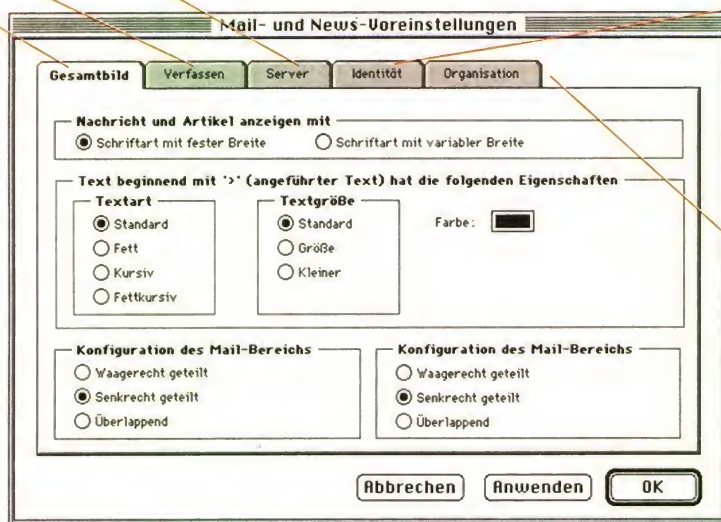 Mail- und News-Voreinstellungen
Gesamtbild Verfassen Server Identität Organisation
Nachricht und Artikel anzeigen mit
Schriftart mit fester Breite Schriftart mit variabler Breite
Text beginnend mit '>' (angeführter Text) hat die folgenden Eigenschaften
Textart Textgröße
Standard Standard Farbe:
Fett Größe
Kursiv Kleiner
Fettkursiv
Konfiguration des Mail-Bereichs Konfiguration des Mail-Bereichs
Waagerecht geteilt Waagerecht geteilt
Senkrecht geteilt Senkrecht geteilt
Überlappend Überlappend
Abbrechen Anwenden OK